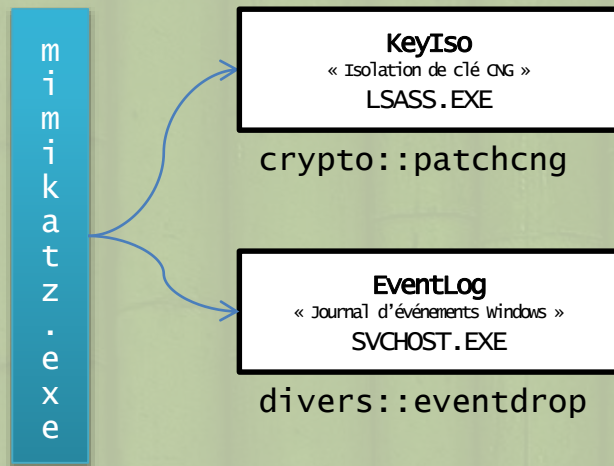 mimikatz.exe
KeyIso
« Isolation de clé CNG »
LSASS.EXE
crypto::patchcng
EventLog
« Journal d’événements Windows »
SVCHOST.EXE
divers::eventdrop